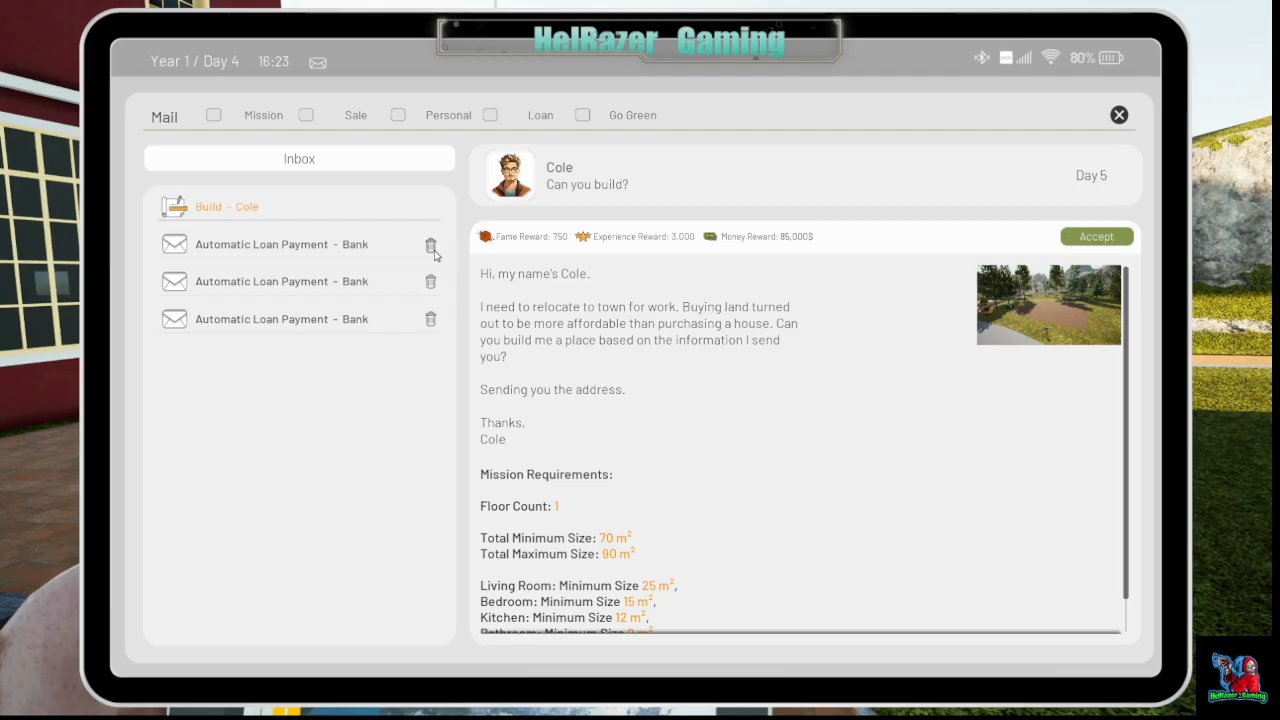 HelRazer Gaming
Year 1 / Day 4 16:23
80%
Mail Mission Sale Personal Loan Go Green
Inbox
Build - Cole
Automatic Loan Payment - Bank
Automatic Loan Payment - Bank
Automatic Loan Payment - Bank
Cole
Can you build?
Day 5
Fame Reward: 750 Experience Reward: 3.000 Money Reward: 85,000$
Accept
Hi, my name's Cole.
I need to relocate to town for work. Buying land turned
out to be more affordable than purchasing a house. Can
you build me a place based on the information I send
you?
Sending you the address.
Thanks,
Cole
Mission Requirements:
Floor Count: 1
Total Minimum Size: 70 m²
Total Maximum Size: 90 m²
Living Room: Minimum Size 25 m²,
Bedroom: Minimum Size 15 m²,
Kitchen: Minimum Size 12 m²,
Bathroom: Minimum Size
HelRazer Gaming